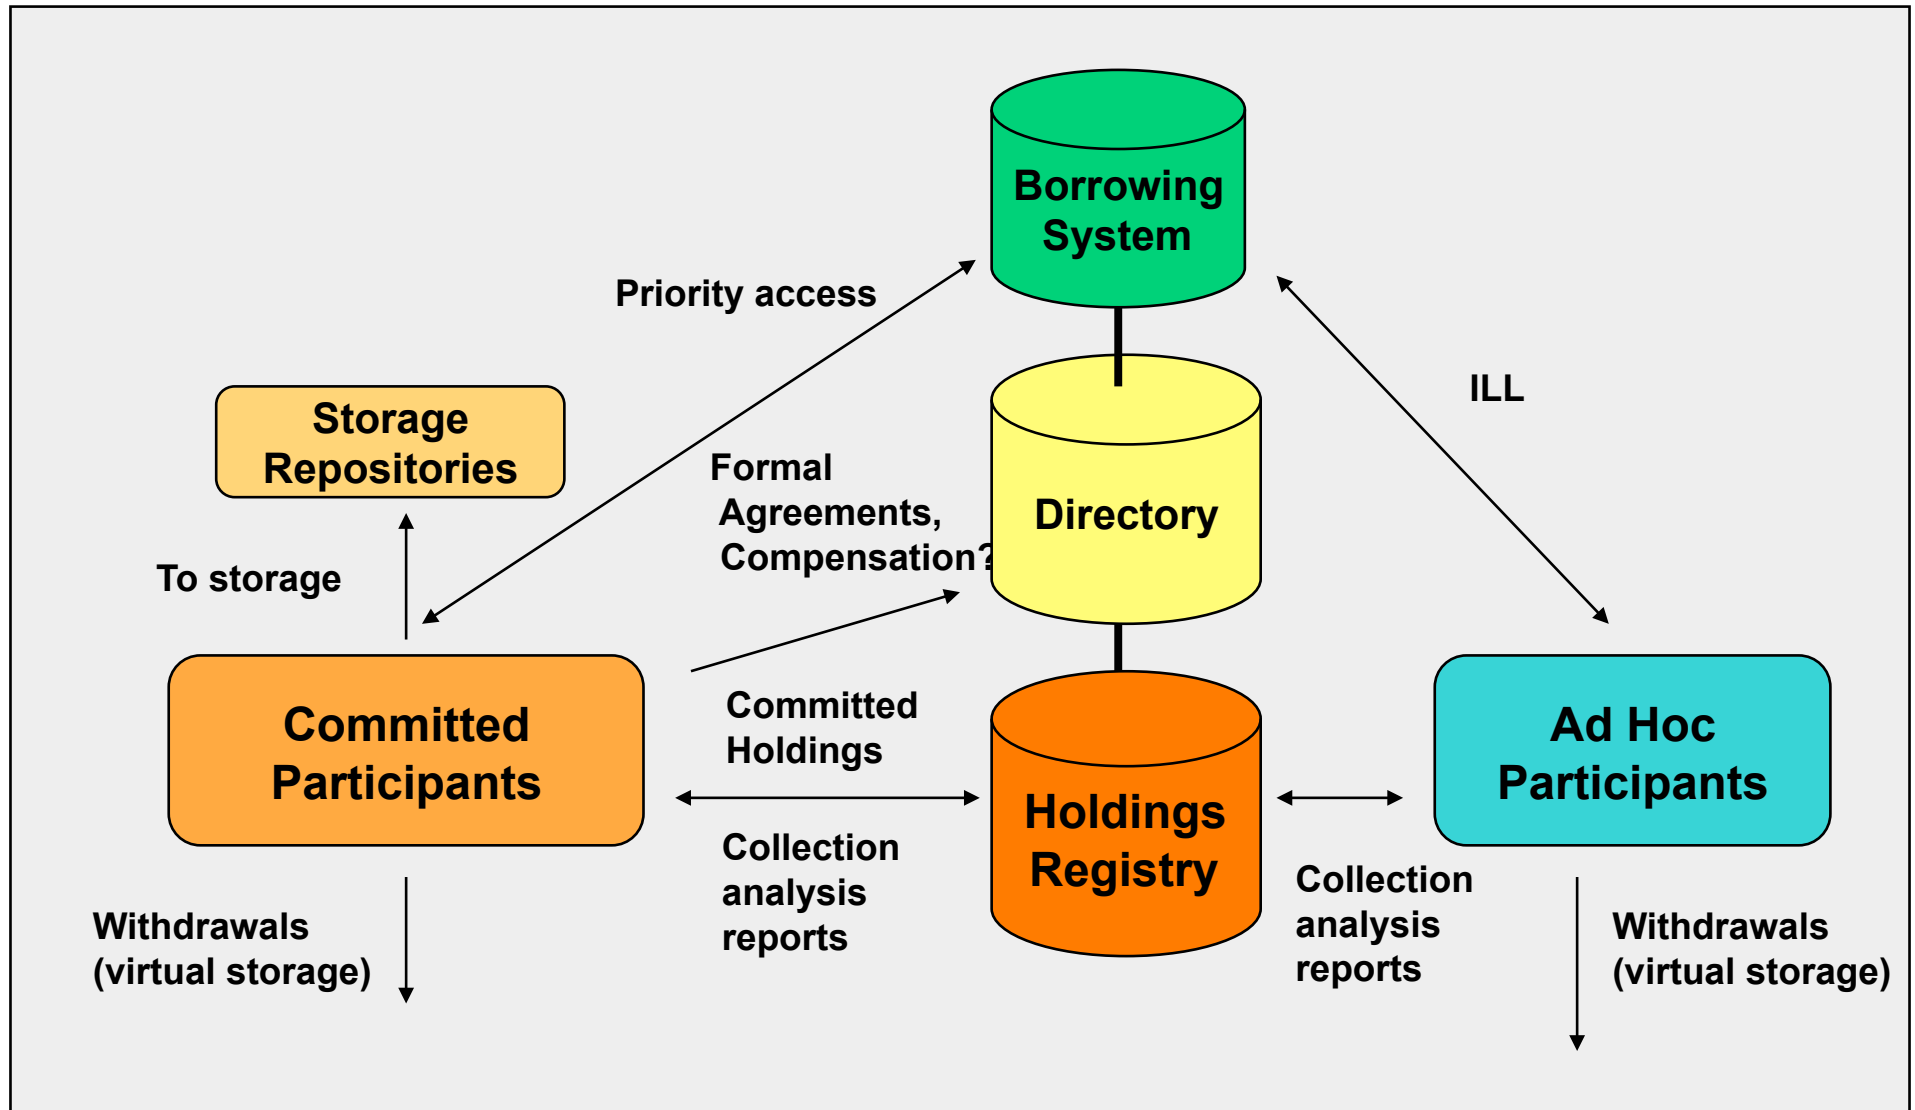 Borrowing
System
Priority access
ILL
Storage
Repositories
Formal
Agreements,
Compensation?
Directory
To storage
Committed
Participants
Committed
Holdings
Holdings
Registry
Ad Hoc
Participants
Collection
analysis
reports
Collection
analysis
reports
Withdrawals
(virtual storage)
Withdrawals
(virtual storage)